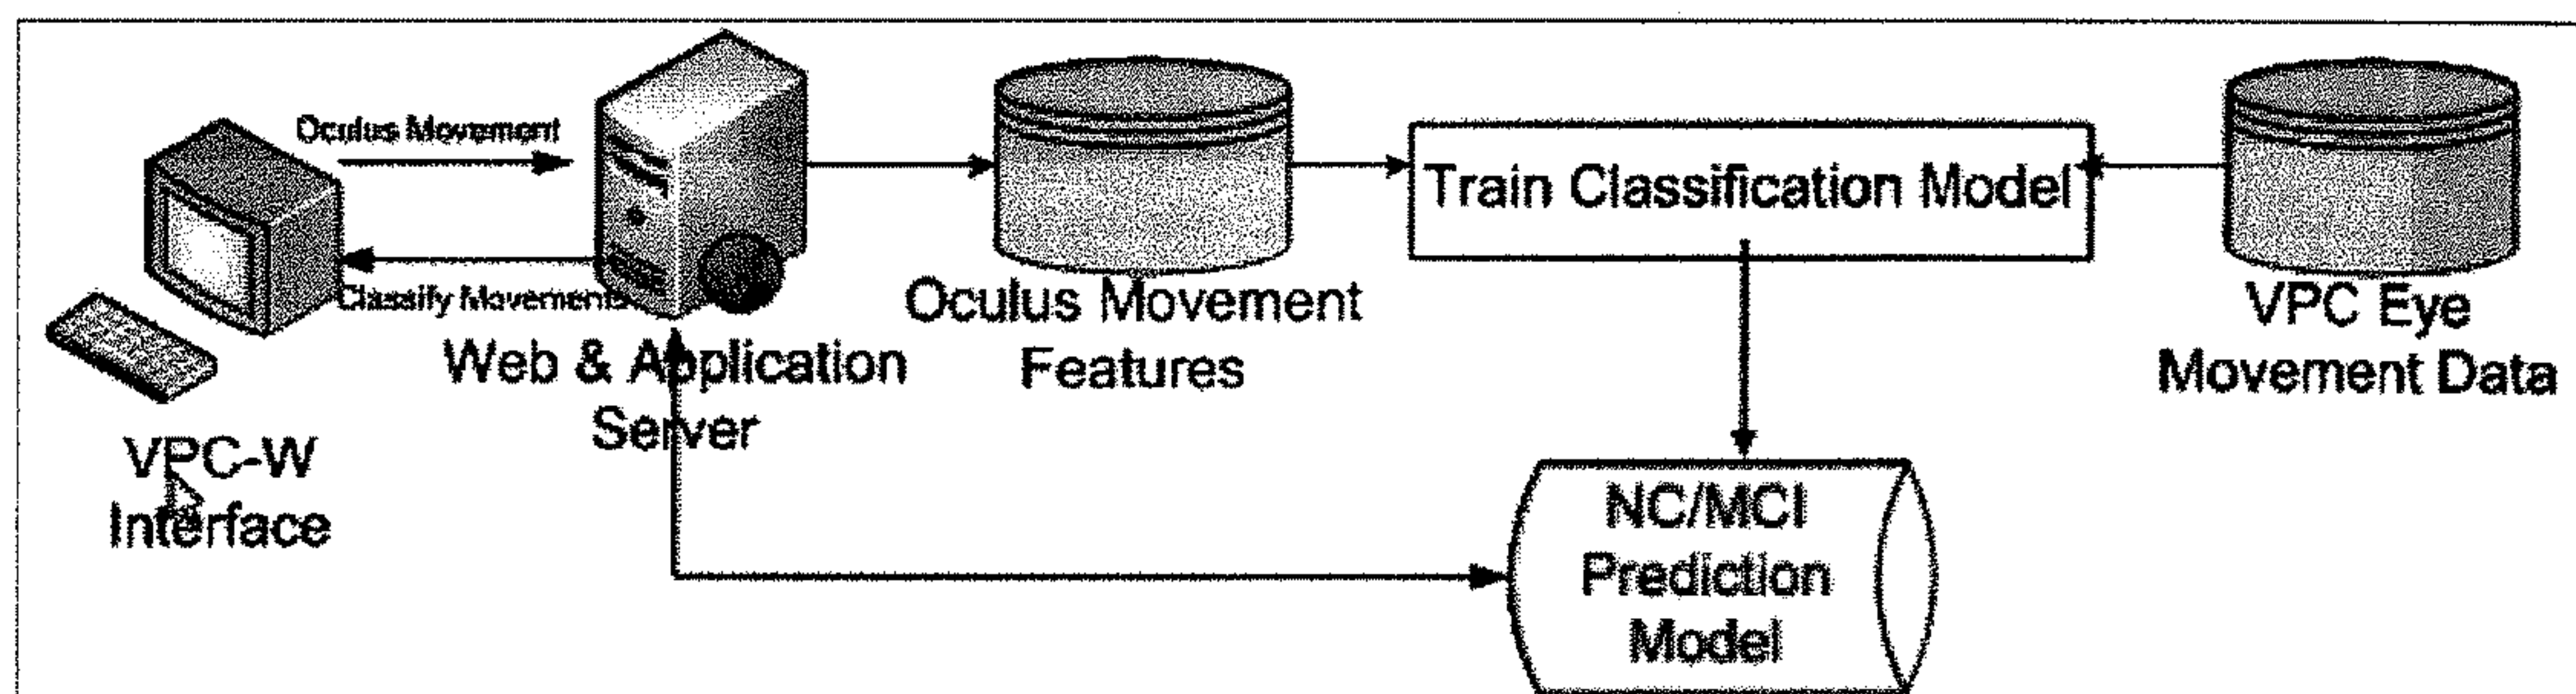 Oculus Movement
Classify Movements
VPC-W
Interface
Web & Application
Server
Oculus Movement
Features
Train Classification Model
VPC Eye
Movement Data
NC/MCI
Prediction
Model